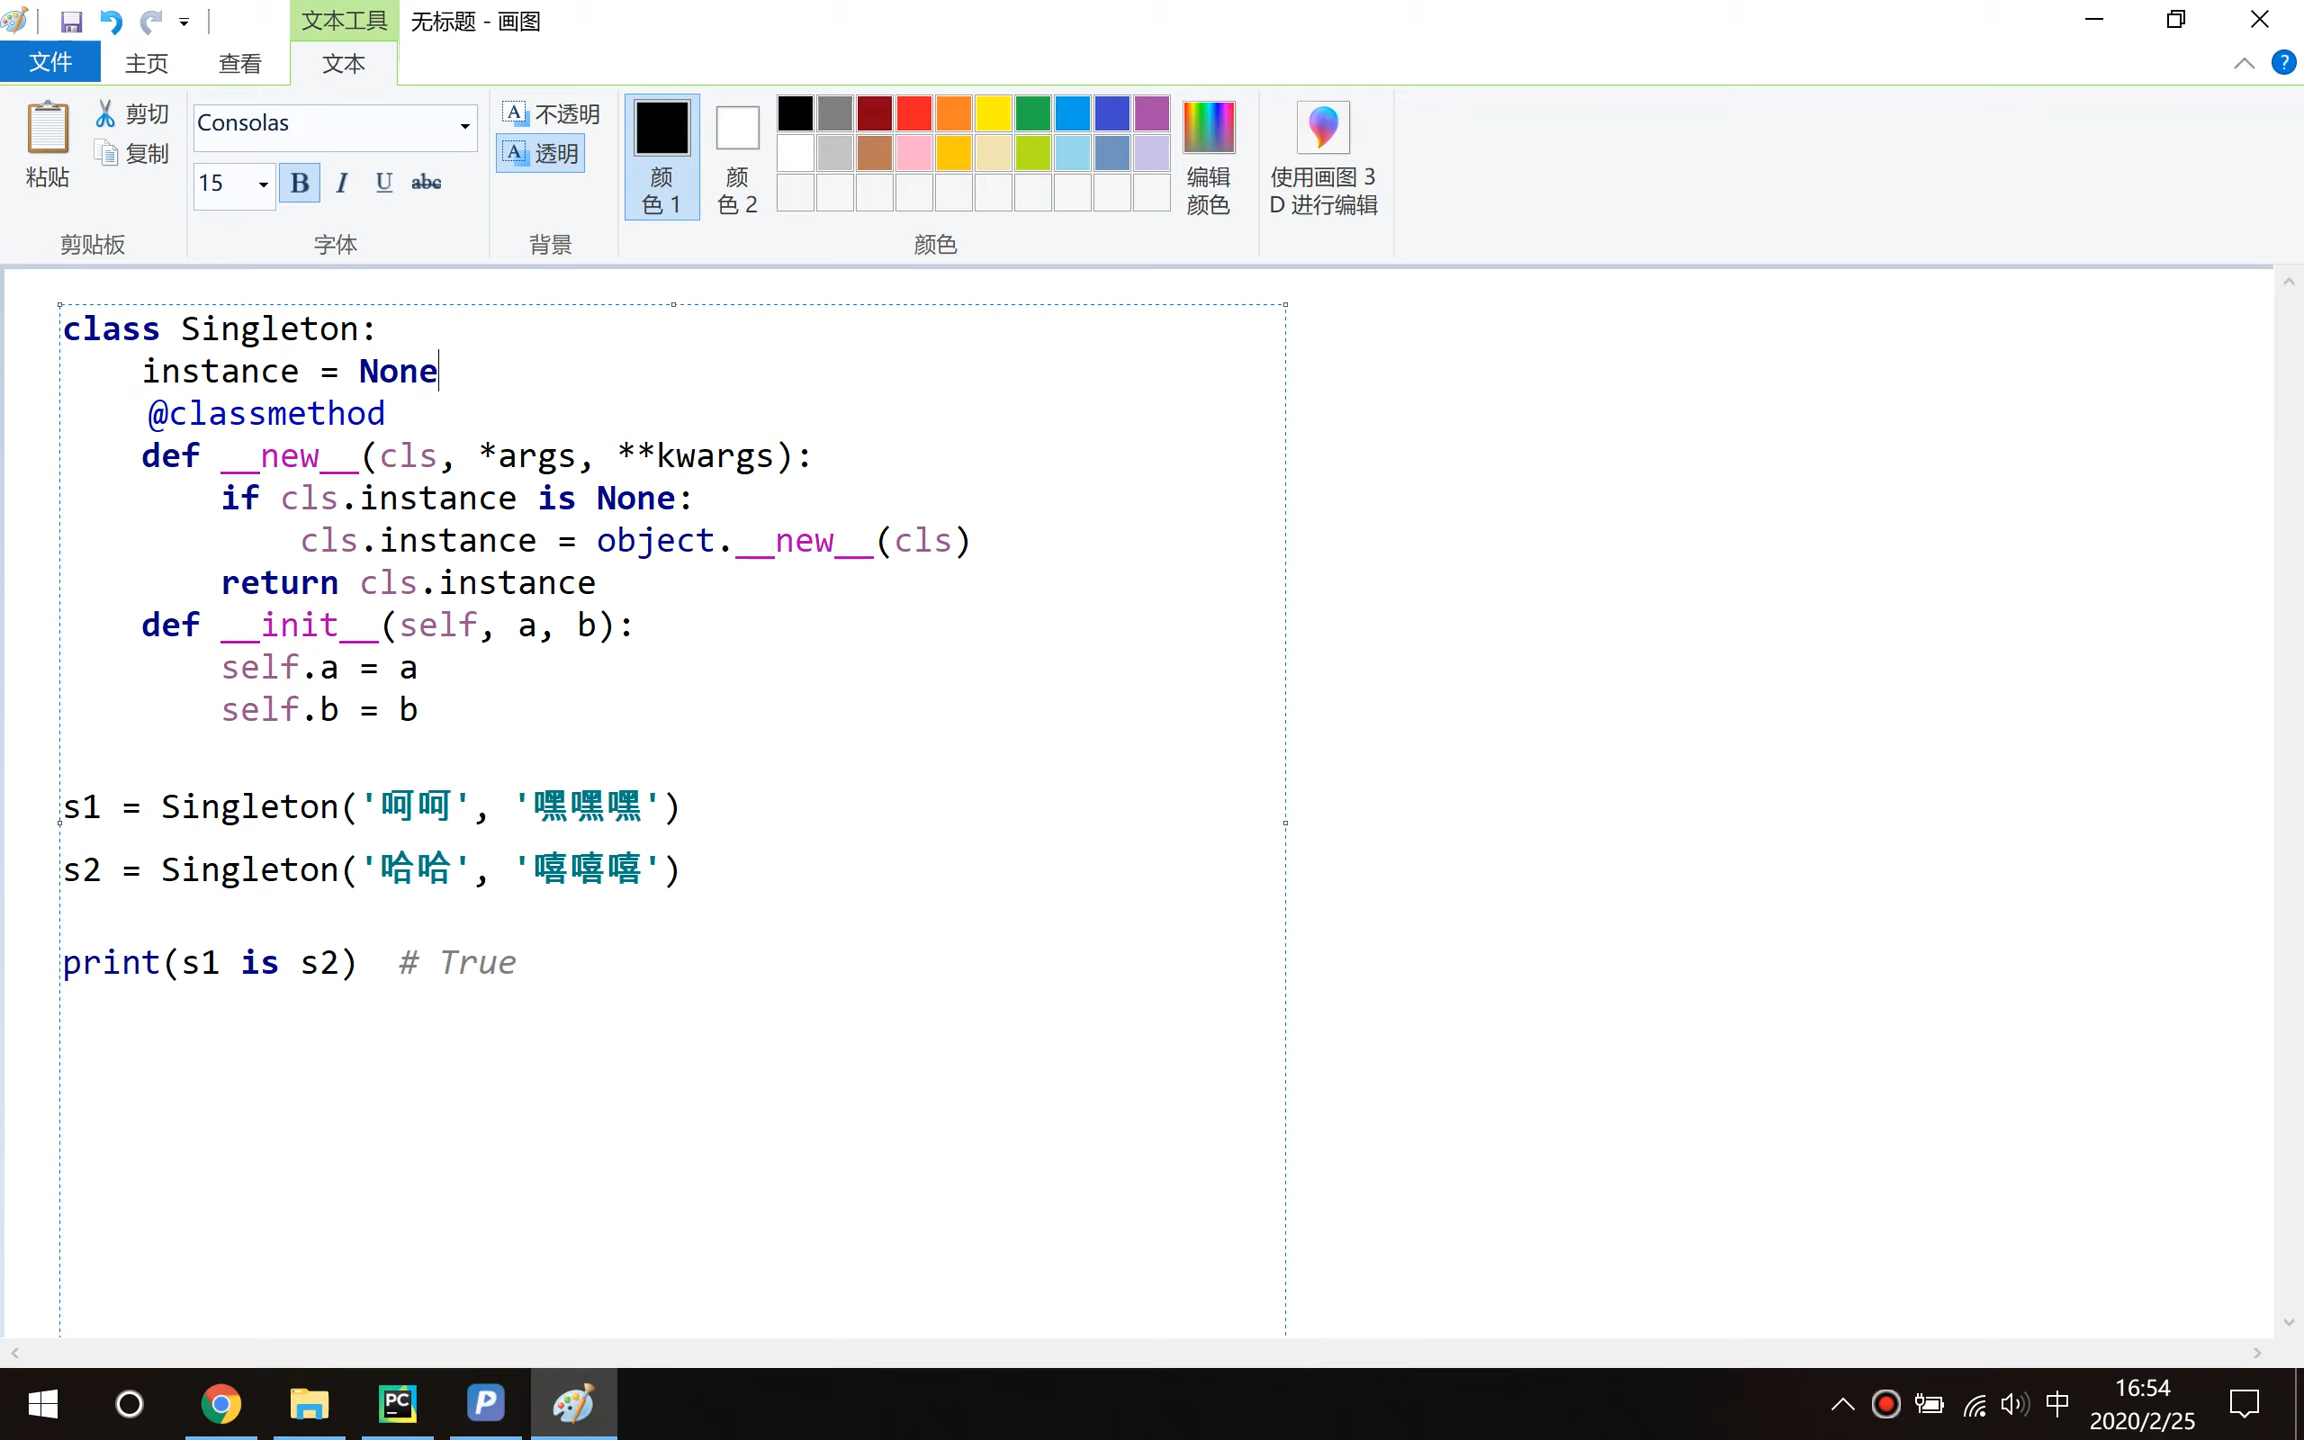 文本工具 无标题 - 画图
文件 主页 查看 文本
粘贴 剪切 复制
剪贴板
Consolas
15 B I U abc
字体
不透明
透明
背景
颜色 1
颜色 2
编辑颜色
颜色
使用画图 3D 进行编辑
class Singleton:
    instance = None
    @classmethod
    def __new__(cls, *args, **kwargs):
        if cls.instance is None:
            cls.instance = object.__new__(cls)
        return cls.instance
    def __init__(self, a, b):
        self.a = a
        self.b = b
s1 = Singleton('呵呵', '嘿嘿嘿')
s2 = Singleton('哈哈', '嘻嘻嘻')
print(s1 is s2)  # True
PC P 中 16:54
2020/2/25